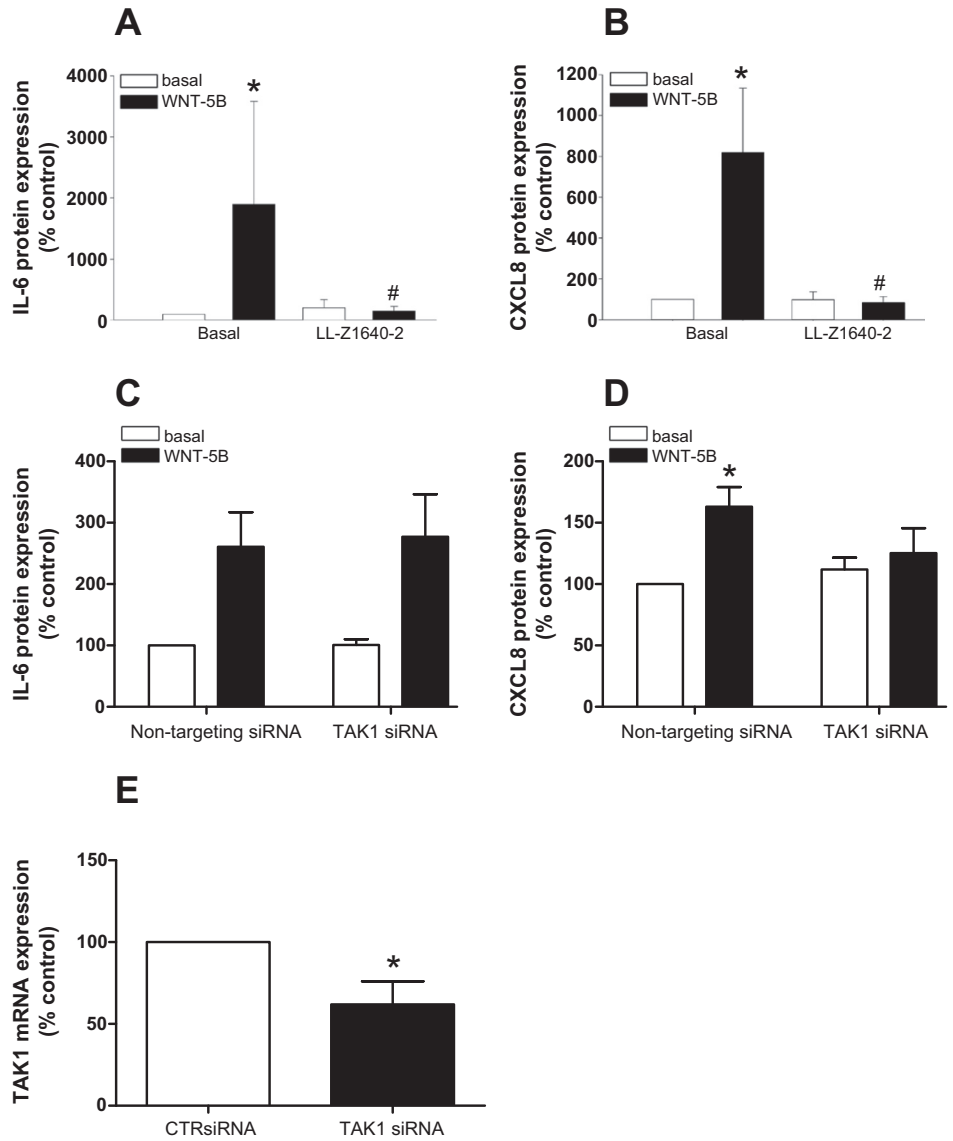 A
IL-6 protein expression
(% control)
4000
3000
2000
1000
0
basal
WNT-5B
*
#
Basal
LL-Z1640-2
B
CXCL8 protein expression
(% control)
1200
1000
800
600
400
200
0
basal
WNT-5B
*
#
Basal
LL-Z1640-2
C
IL-6 protein expression
(% control)
400
300
200
100
0
basal
WNT-5B
Non-targeting siRNA
TAK1 siRNA
D
CXCL8 protein expression
(% control)
200
150
100
50
0
basal
WNT-5B
*
Non-targeting siRNA
TAK1 siRNA
E
TAK1 mRNA expression
(% control)
150
100
50
0
*
CTRsiRNA
TAK1 siRNA